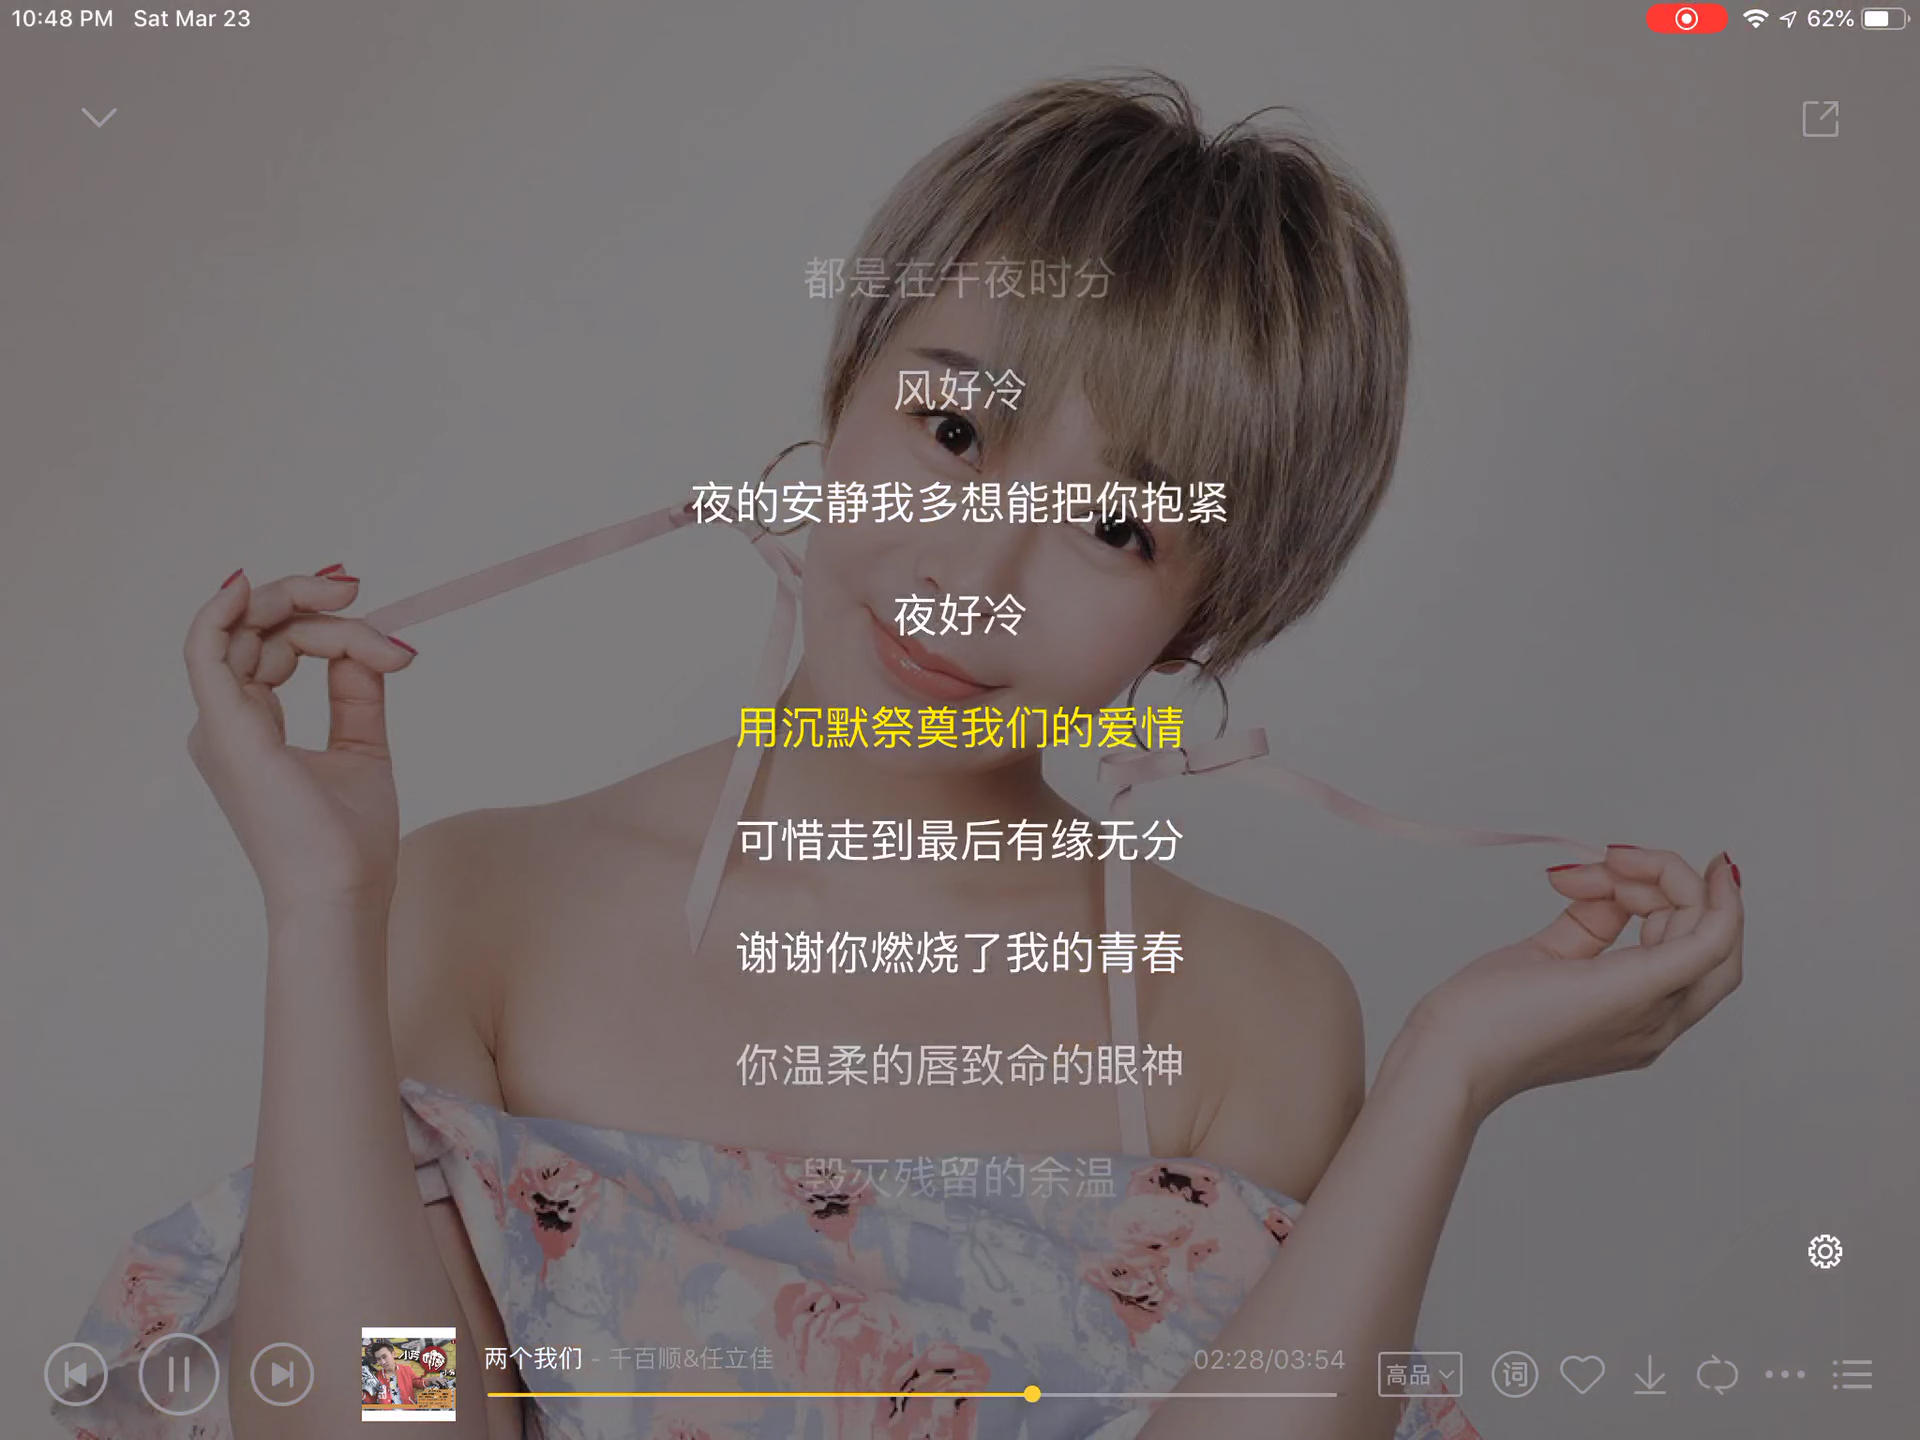 10:48 PM Sat Mar 23
62%
都是在午夜时分
风好冷
夜的安静我多想能把你抱紧
夜好冷
用沉默祭奠我们的爱情
可惜走到最后有缘无分
谢谢你燃烧了我的青春
你温柔的唇致命的眼神
毁灭残留的余温
两个我们 - 千百顺&任立佳
02:28/03:54
高品
词